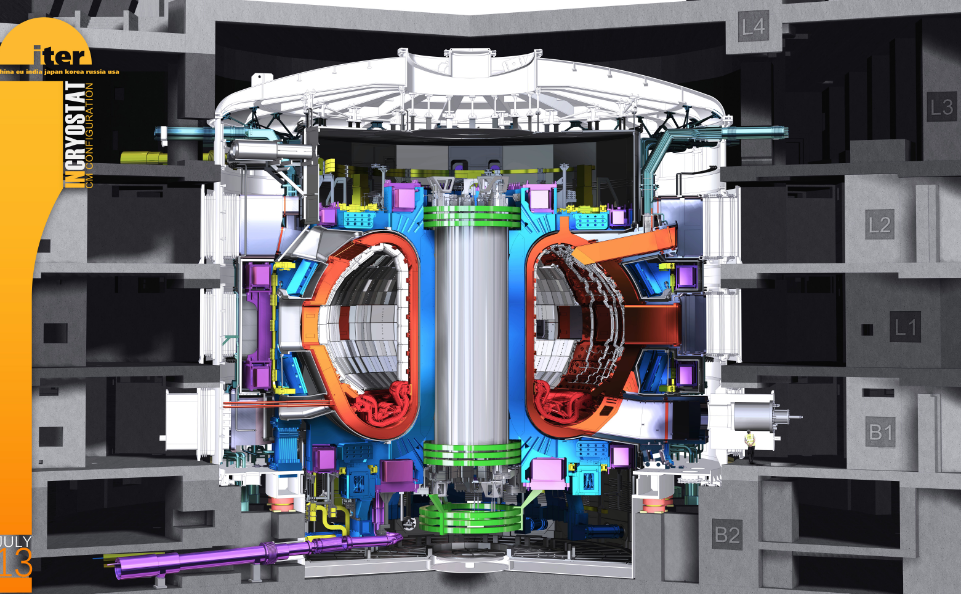 iter
china eu india japan korea russia usa
INCRYOSTAT
CM CONFIGURATION
L4
L3
L2
L1
B1
B2
JULY
13